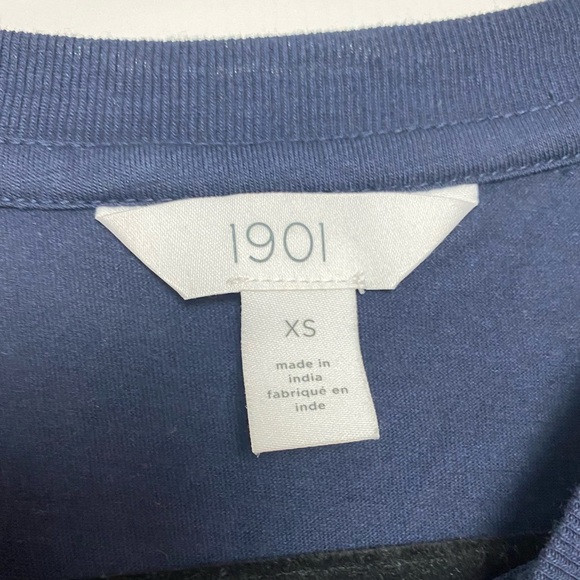 1901
XS
made in
india
fabriqué en
inde